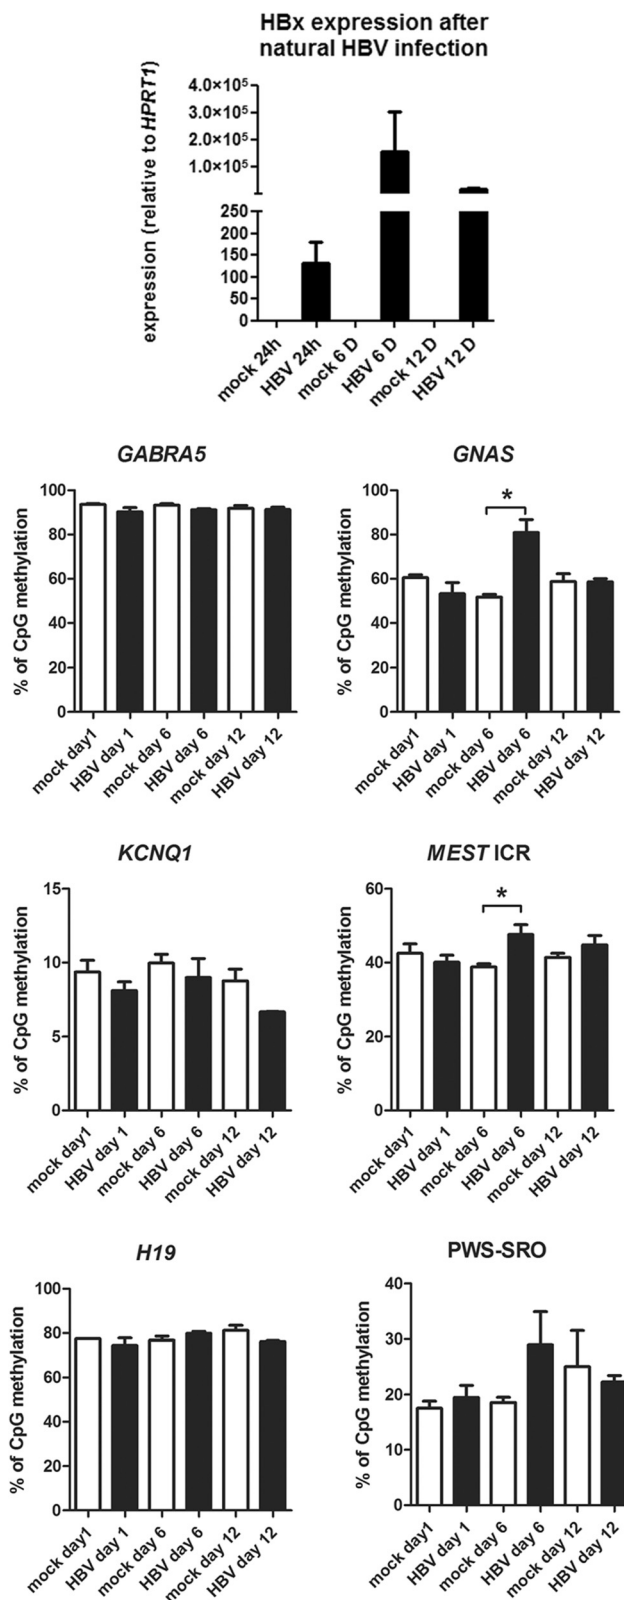 HBx expression after
natural HBV infection
expression (relative to HPRT1)
4.0×10⁵
3.0×10⁵
2.0×10⁵
1.0×10⁵
250
200
150
100
50
0
mock 24h
HBV 24h
mock 6 D
HBV 6 D
mock 12 D
HBV 12 D
GABRA5
% of CpG methylation
100
80
60
40
20
0
mock day1
HBV day 1
mock day 6
HBV day 6
mock day 12
HBV day 12
GNAS
% of CpG methylation
100
80
60
40
20
0
*
mock day1
HBV day 1
mock day 6
HBV day 6
mock day 12
HBV day 12
KCNQ1
% of CpG methylation
15
10
5
0
mock day1
HBV day 1
mock day 6
HBV day 6
mock day 12
HBV day 12
MEST ICR
% of CpG methylation
60
40
20
0
*
mock day1
HBV day 1
mock day 6
HBV day 6
mock day 12
HBV day 12
H19
% of CpG methylation
100
80
60
40
20
0
mock day1
HBV day 1
mock day 6
HBV day 6
mock day 12
HBV day 12
PWS-SRO
% of CpG methylation
40
30
20
10
0
mock day1
HBV day 1
mock day 6
HBV day 6
mock day 12
HBV day 12